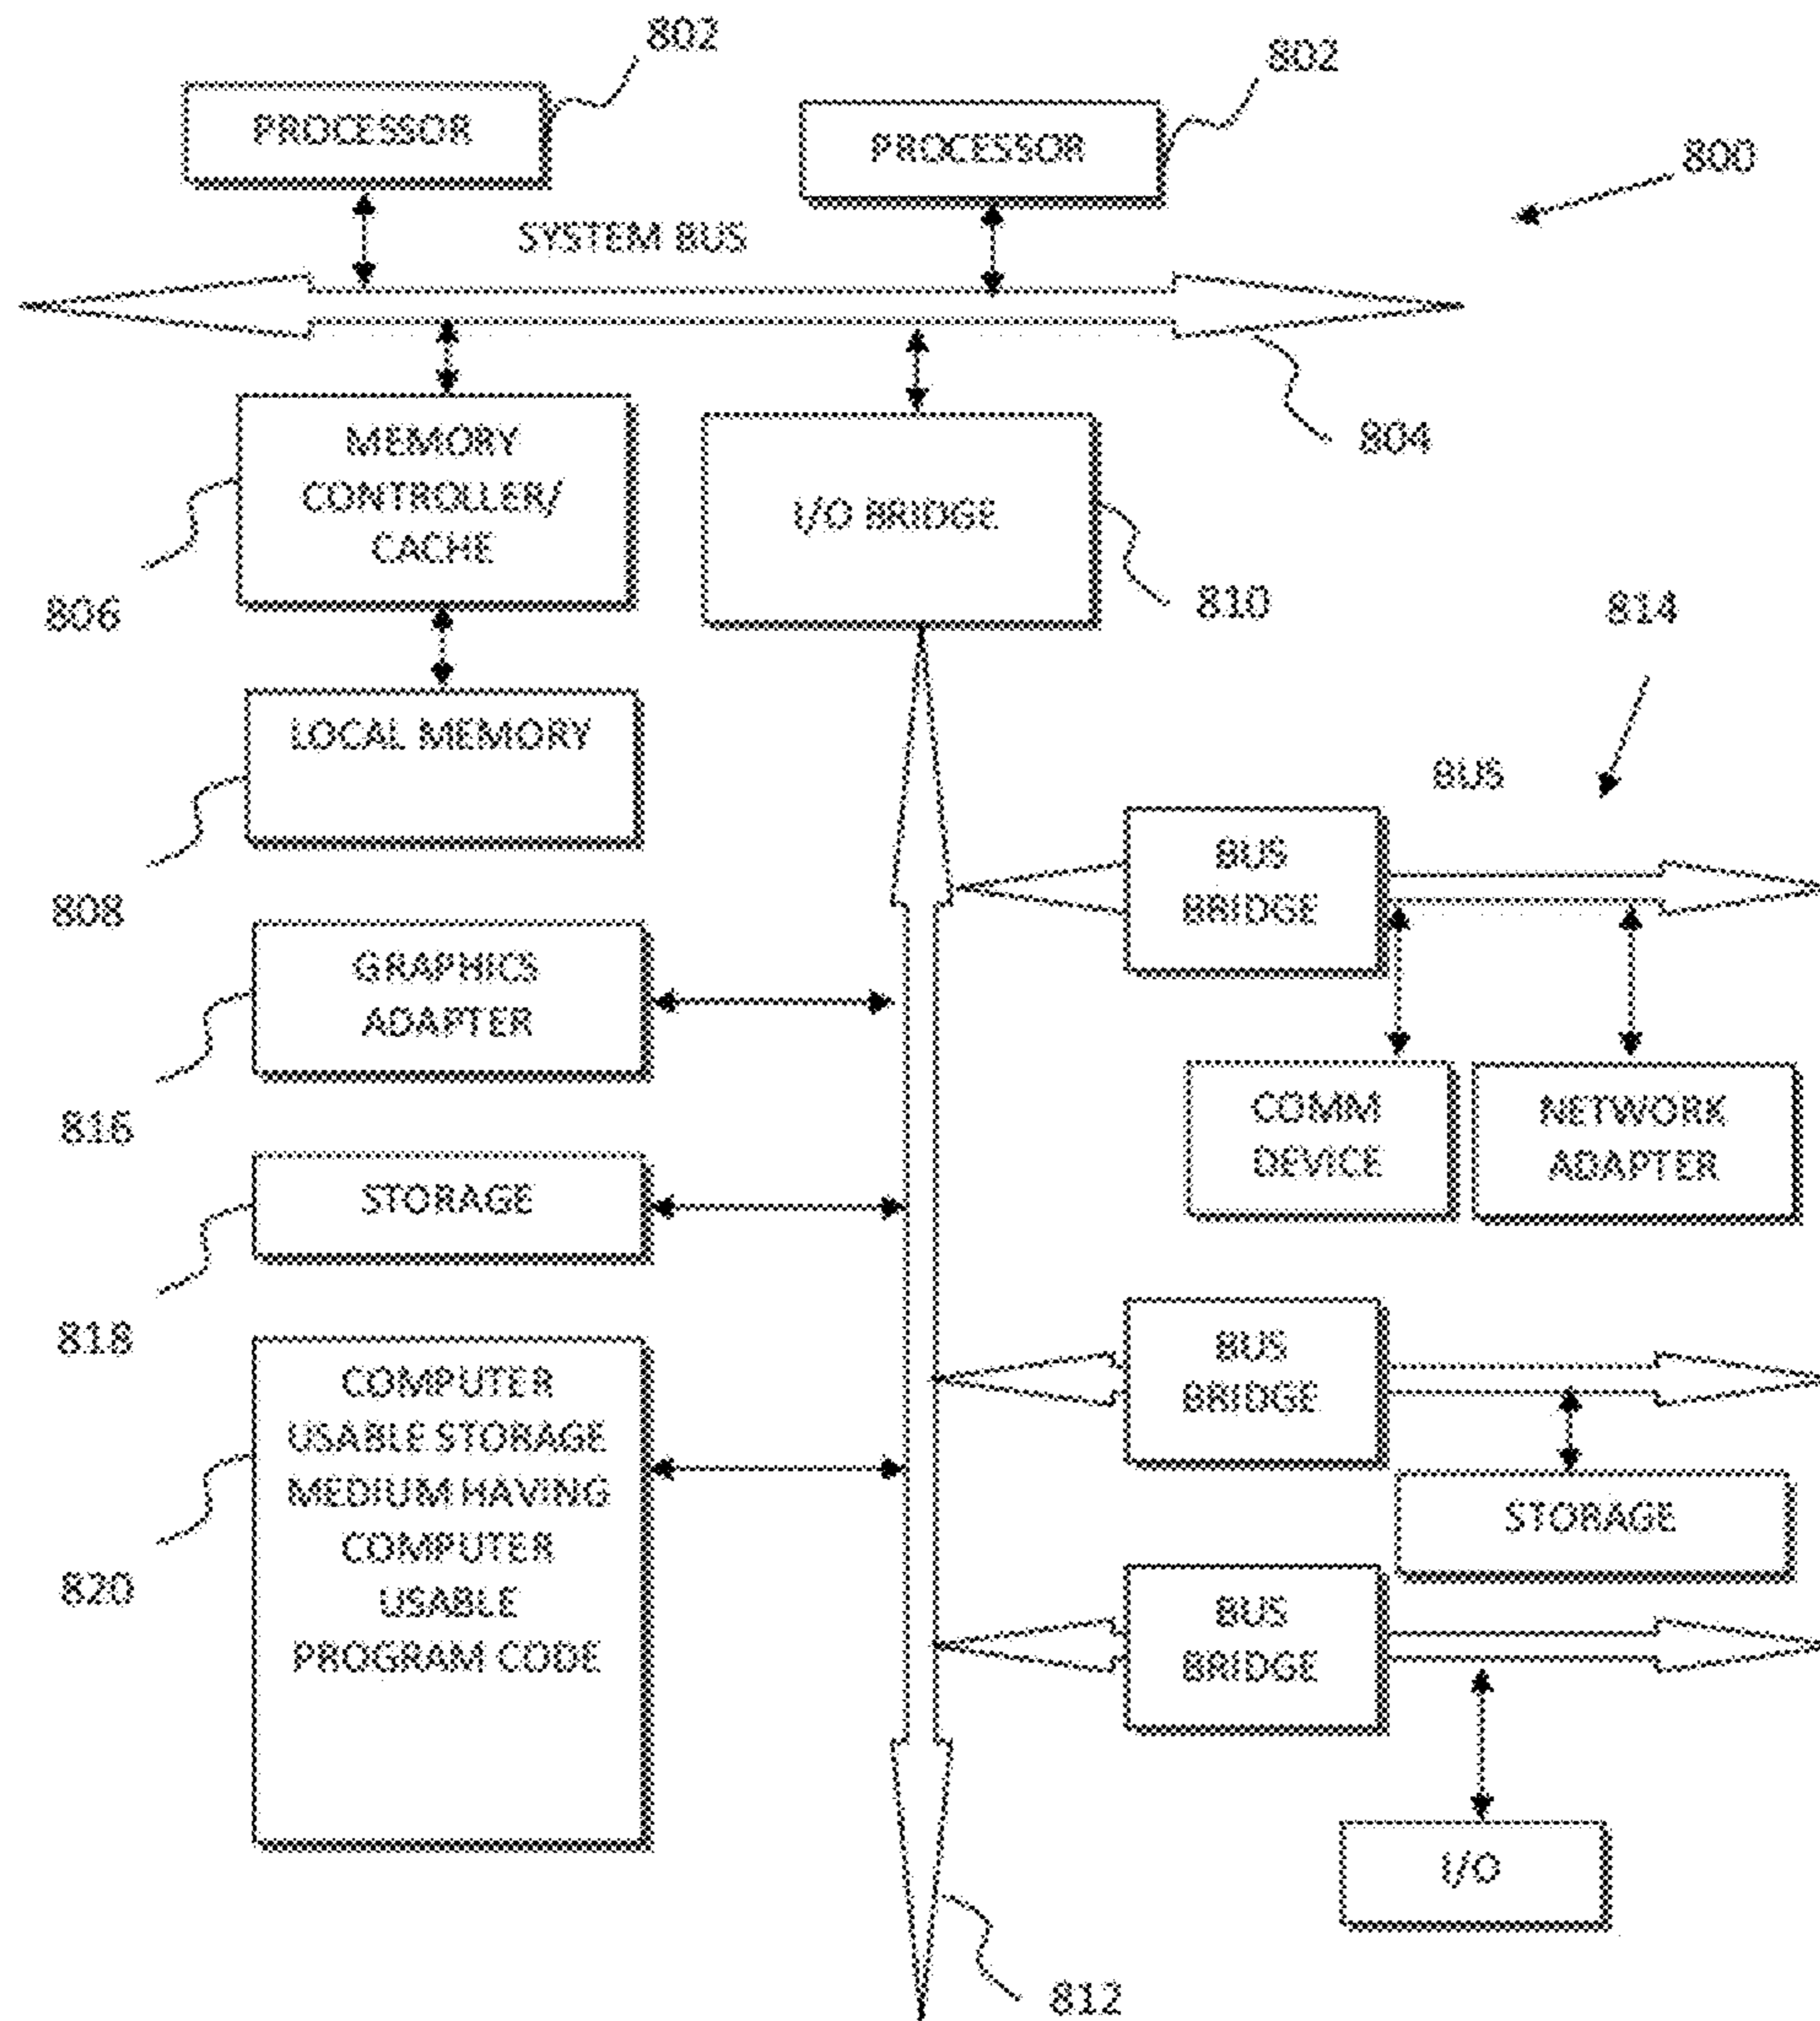 802
802
PROCESSOR
PROCESSOR
800
SYSTEM BUS
804
MEMORY
CONTROLLER/
CACHE
I/O BRIDGE
806
810
814
LOCAL MEMORY
BUS
808
BUS
BRIDGE
GRAPHICS
ADAPTER
816
COMM
DEVICE
NETWORK
ADAPTER
STORAGE
818
BUS
BRIDGE
COMPUTER
USABLE STORAGE
MEDIUM HAVING
COMPUTER
USABLE
PROGRAM CODE
820
STORAGE
BUS
BRIDGE
I/O
812